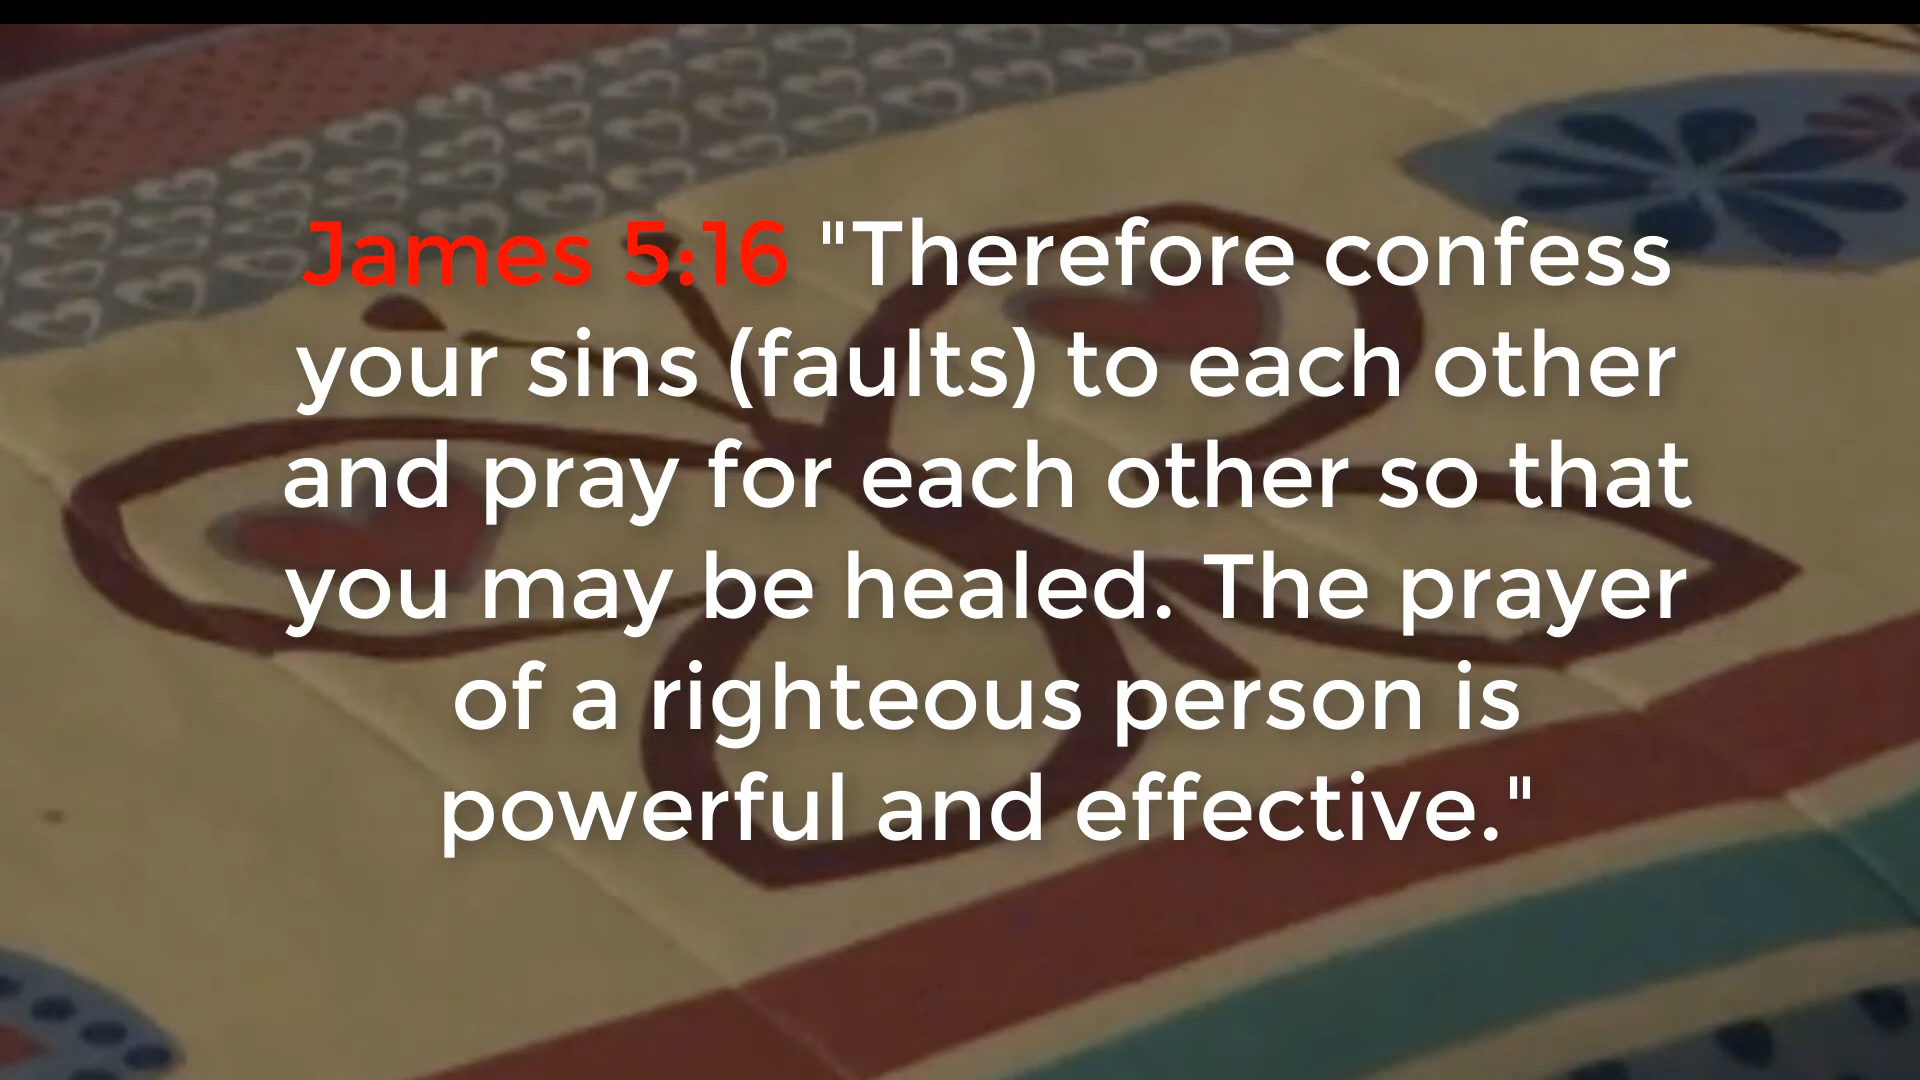 James 5:16 "Therefore confess
your sins (faults) to each other
and pray for each other so that
you may be healed. The prayer
of a righteous person is
powerful and effective."